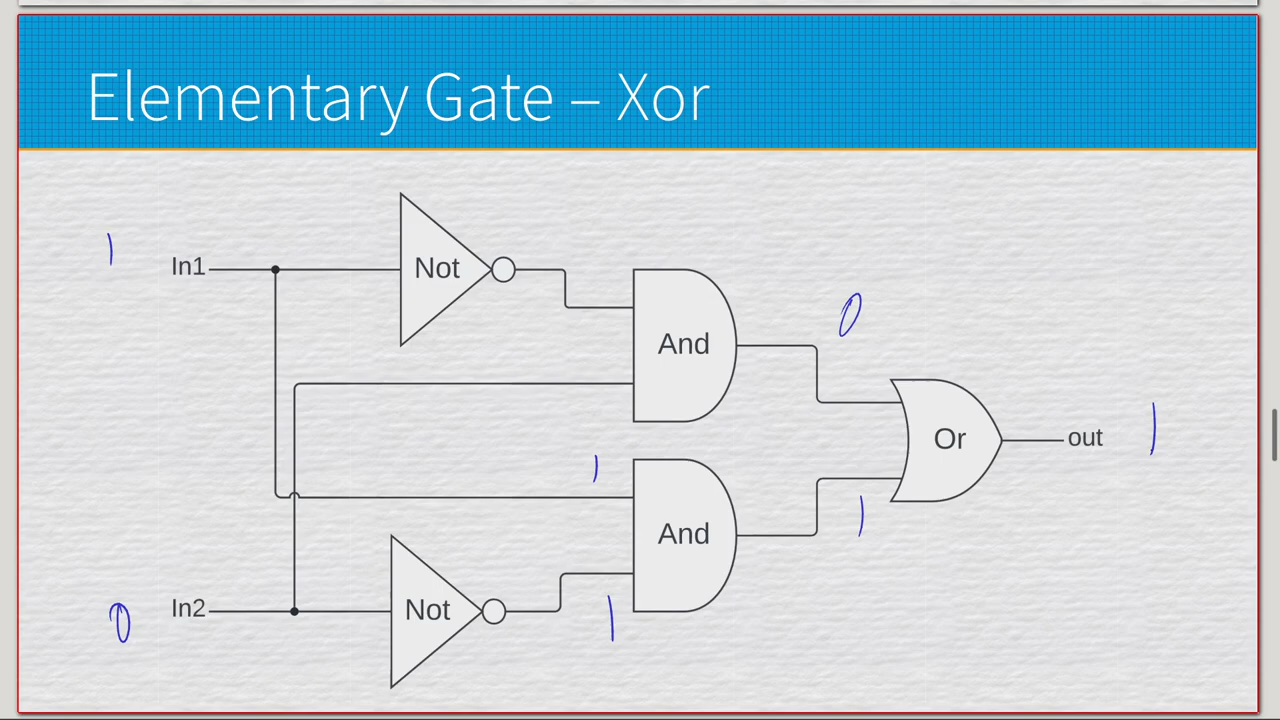 Elementary Gate – Xor
1
In1
Not
And
0
Or
out
1
1
And
1
0
In2
Not
1